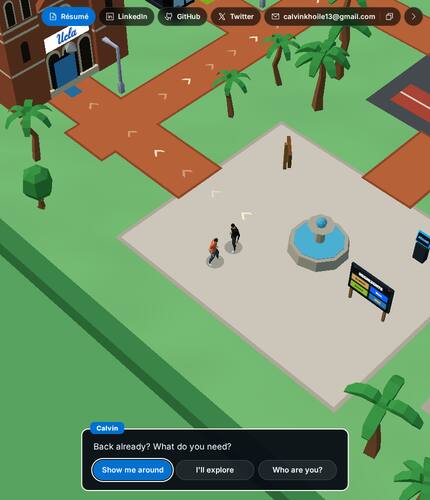 Résumé LinkedIn GitHub Twitter calvinkhoile13@gmail.com
Ucla
Calvin
Back already? What do you need?
Show me around I'll explore Who are you?